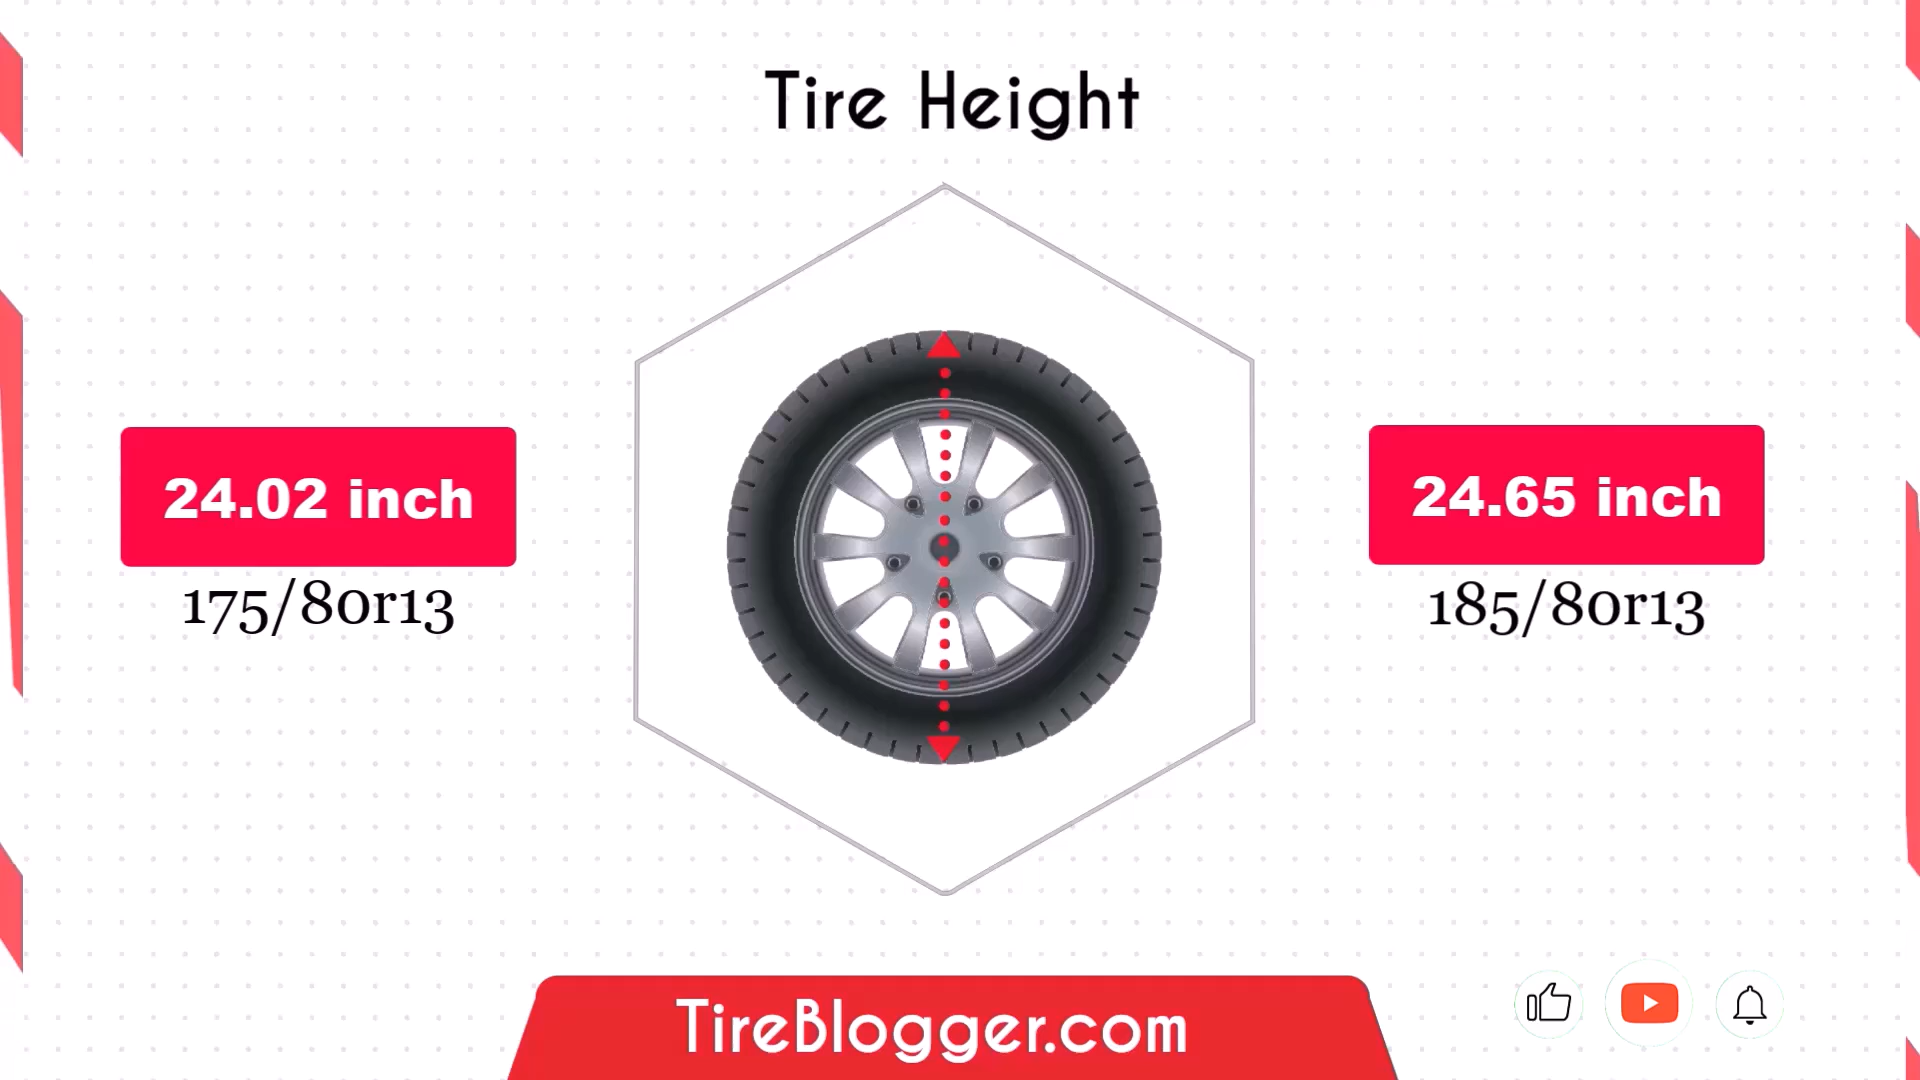 Tire Height
24.02 inch
175/80r13
24.65 inch
185/80r13
TireBlogger.com